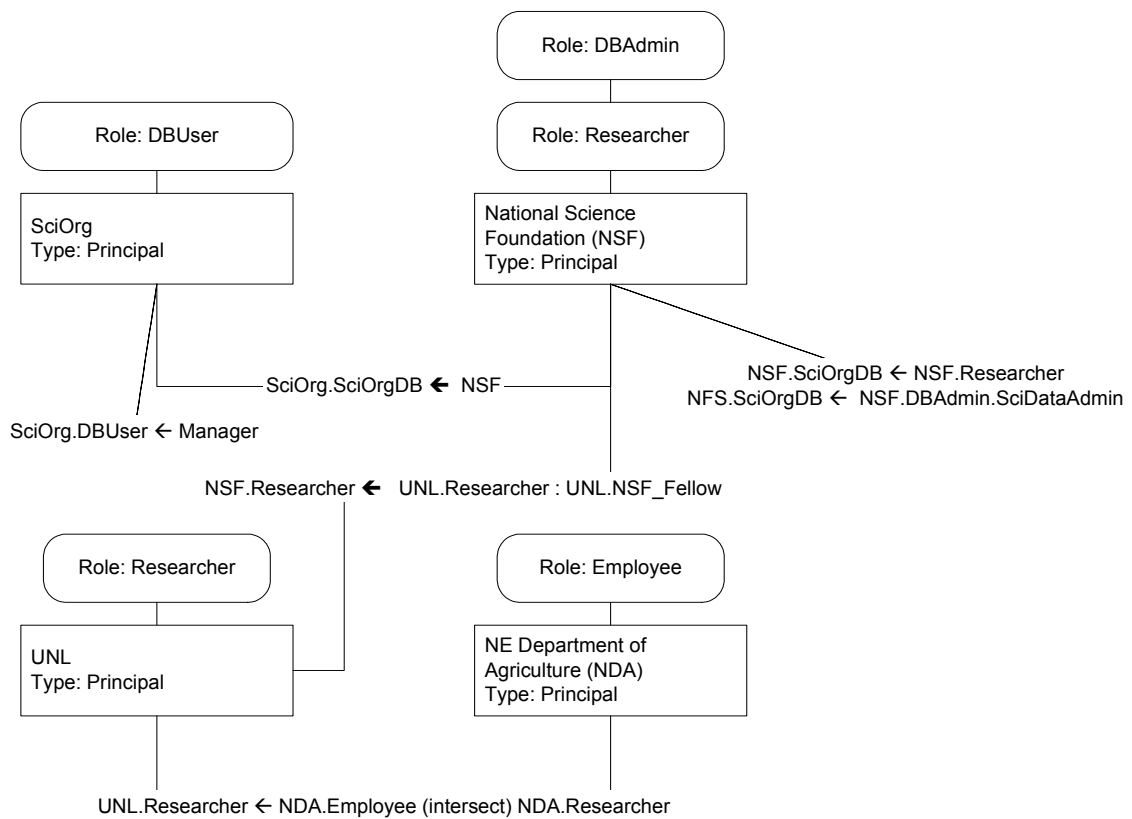 Role: DBAdmin
Role: DBUser
Role: Researcher
SciOrg
Type: Principal
National Science
Foundation (NSF)
Type: Principal
SciOrg.SciOrgDB 🡸 NSF
NSF.SciOrgDB ← NSF.Researcher
NFS.SciOrgDB ← NSF.DBAdmin.SciDataAdmin
SciOrg.DBUser ← Manager
NSF.Researcher 🡸 UNL.Researcher : UNL.NSF_Fellow
Role: Researcher
Role: Employee
UNL
Type: Principal
NE Department of
Agriculture (NDA)
Type: Principal
UNL.Researcher ← NDA.Employee (intersect) NDA.Researcher